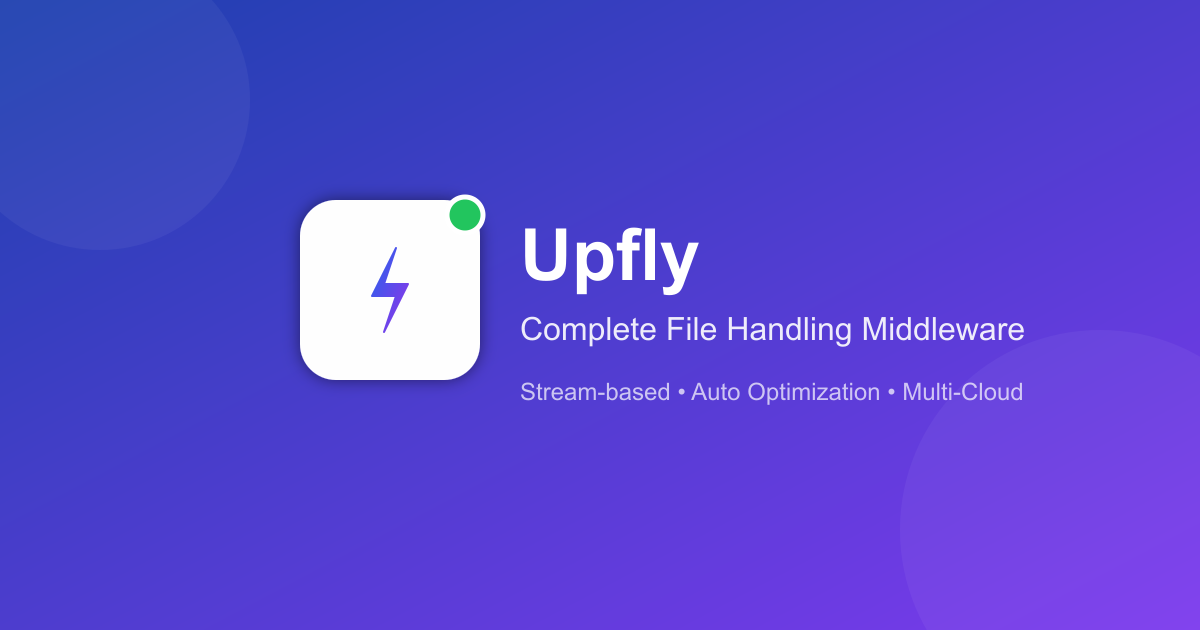 Upfly
Complete File Handling Middleware
Stream-based • Auto Optimization • Multi-Cloud